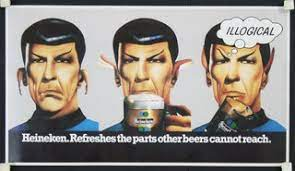 ILLOGICAL
Heineken. Refreshes the parts other beers cannot reach.